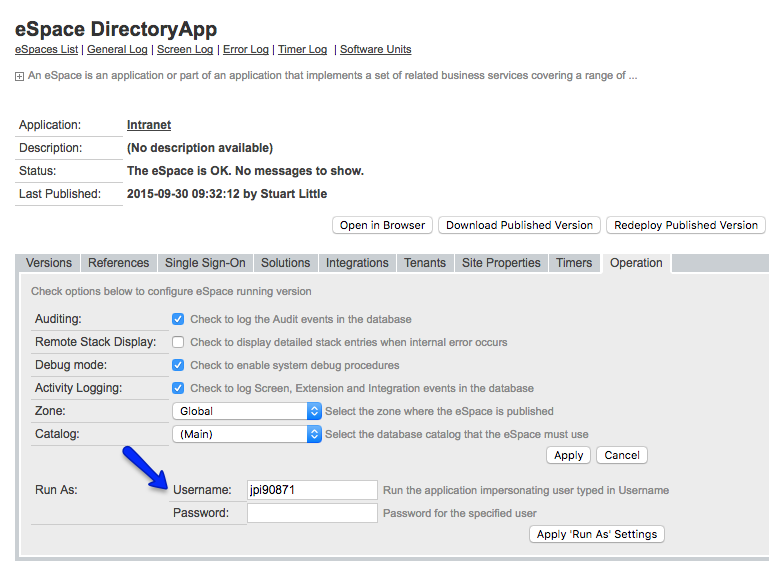 eSpace DirectoryApp
eSpaces List | General Log | Screen Log | Error Log | Timer Log | Software Units
An eSpace is an application or part of an application that implements a set of related business services covering a range of ...
Application: Intranet
Description: (No description available)
Status: The eSpace is OK. No messages to show.
Last Published: 2015-09-30 09:32:12 by Stuart Little
Open in Browser Download Published Version Redeploy Published Version
Versions References Single Sign-On Solutions Integrations Tenants Site Properties Timers Operation
Check options below to configure eSpace running version
Auditing: Check to log the Audit events in the database
Remote Stack Display: Check to display detailed stack entries when internal error occurs
Debug mode: Check to enable system debug procedures
Activity Logging: Check to log Screen, Extension and Integration events in the database
Zone: Global Select the zone where the eSpace is published
Catalog: (Main) Select the database catalog that the eSpace must use
Apply Cancel
Run As: Username: jpi90871 Run the application impersonating user typed in Username
Password: Password for the specified user
Apply 'Run As' Settings